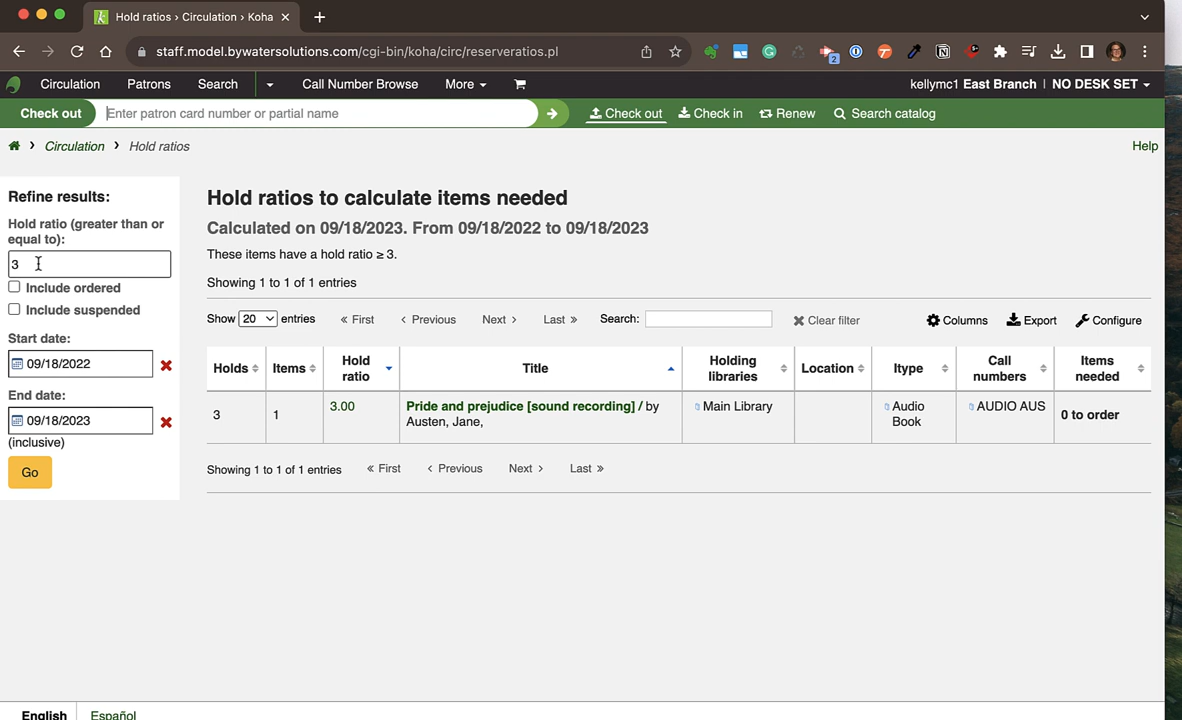 Hold ratios › Circulation › Koha
staff.model.bywatersolutions.com/cgi-bin/koha/circ/reserveratios.pl
2
Circulation Patrons Search Call Number Browse More kellymc1 East Branch NO DESK SET
Check out Enter patron card number or partial name Check out Check in Renew Search catalog
Circulation Hold ratios Help
Refine results:
Hold ratio (greater than or
equal to):
3
Include ordered
Include suspended
Start date:
09/18/2022
End date:
09/18/2023
(inclusive)
Go
Hold ratios to calculate items needed
Calculated on 09/18/2023. From 09/18/2022 to 09/18/2023
These items have a hold ratio ≥ 3.
Showing 1 to 1 of 1 entries
Show 20 entries First Previous Next Last Search: Clear filter Columns Export Configure
Holds Items Hold ratio Title Holding libraries Location Itype Call numbers Items needed
3 1 3.00 Pride and prejudice [sound recording] / by Austen, Jane, Main Library Audio Book AUDIO AUS 0 to order
Showing 1 to 1 of 1 entries First Previous Next Last
English Español